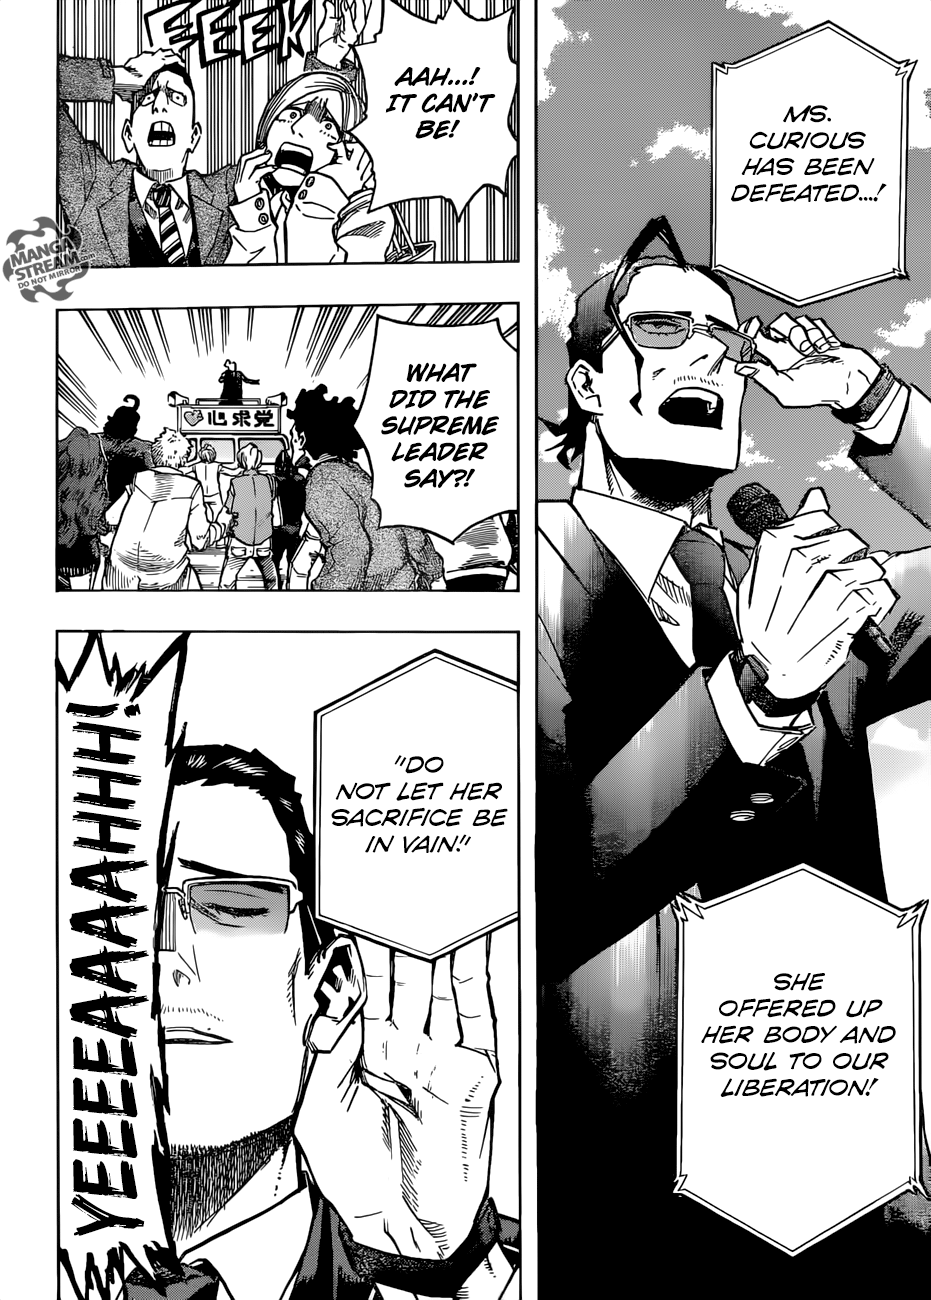 MS.
CURIOUS
HAS BEEN
DEFEATED...!
SHE
OFFERED UP
HER BODY AND
SOUL TO OUR
LIBERATION!
EEEK
AAH...!
IT CAN'T
BE!
MANGA
STREAM.com
DO NOT MIRROR
WHAT
DID THE
SUPREME
LEADER
SAY?!
心求党
"DO
NOT LET HER
SACRIFICE BE
IN VAIN."
YEEEEAAAAHHH!